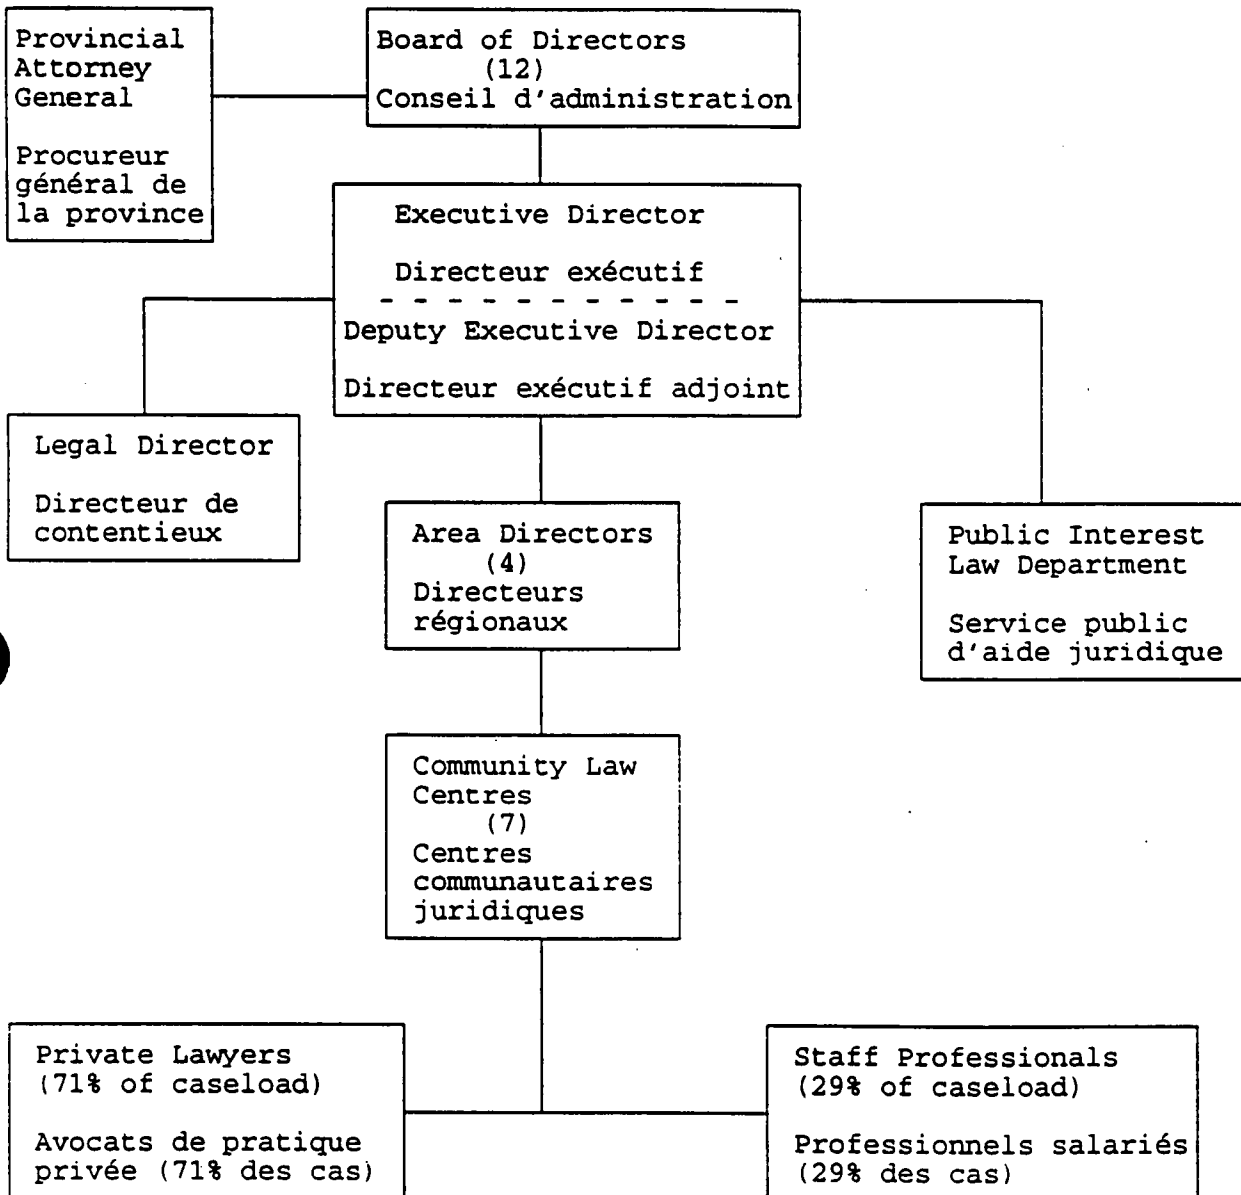 Provincial
Attorney
General
Procureur
général de
la province
Board of Directors
(12)
Conseil d'administration
Executive Director
Directeur exécutif
- - - - - - - - - - -
Deputy Executive Director
Directeur exécutif adjoint
Legal Director
Directeur de
contentieux
Area Directors
(4)
Directeurs
régionaux
Public Interest
Law Department
Service public
d'aide juridique
Community Law
Centres
(7)
Centres
communautaires
juridiques
Private Lawyers
(71% of caseload)
Avocats de pratique
privée (71% des cas)
Staff Professionals
(29% of caseload)
Professionnels salariés
(29% des cas)